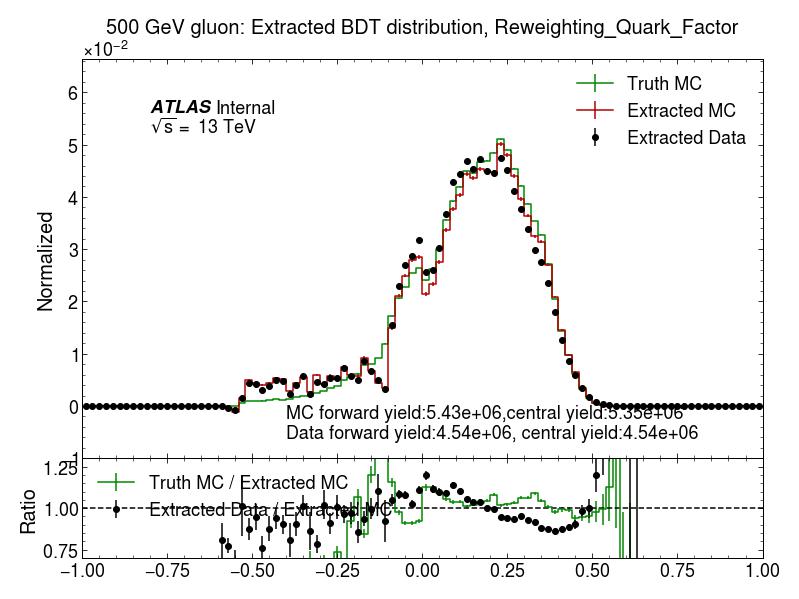 500 GeV gluon: Extracted BDT distribution, Reweighting_Quark_Factor
×10⁻²
ATLAS Internal
√s = 13 TeV
Truth MC
Extracted MC
Extracted Data
Normalized
6
5
4
3
2
1
0
MC forward yield:5.43e+06,central yield:5.35e+06
Data forward yield:4.54e+06, central yield:4.54e+06
1
Ratio
1.25
1.00
0.75
Truth MC / Extracted MC
Extracted Data / Extracted MC
−1.00 −0.75 −0.50 −0.25 0.00 0.25 0.50 0.75 1.00